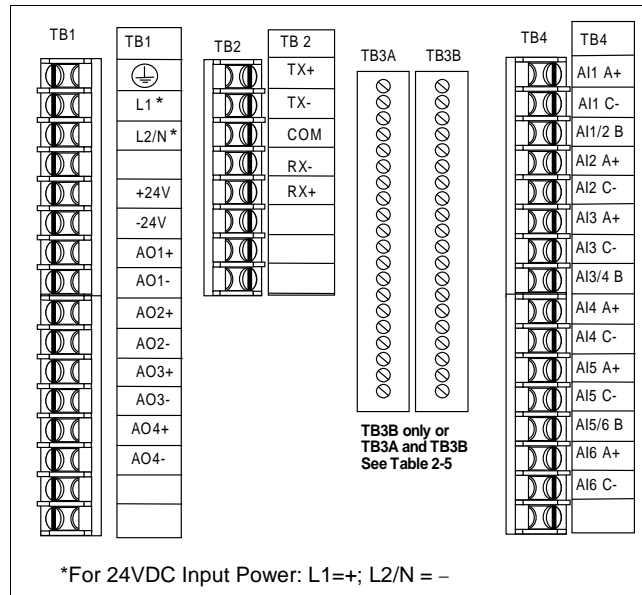 TB1
TB1
L1 *
L2/N *
+24V
-24V
AO1+
AO1-
AO2+
AO2-
AO3+
AO3-
AO4+
AO4-
TB2
TB 2
TX+
TX-
COM
RX-
RX+
TB3A
TB3B
TB3B only or
TB3A and TB3B
See Table 2-5
TB4
TB4
AI1 A+
AI1 C-
AI1/2 B
AI2 A+
AI2 C-
AI3 A+
AI3 C-
AI3/4 B
AI4 A+
AI4 C-
AI5 A+
AI5 C-
AI5/6 B
AI6 A+
AI6 C-
*For 24VDC Input Power: L1=+; L2/N = –